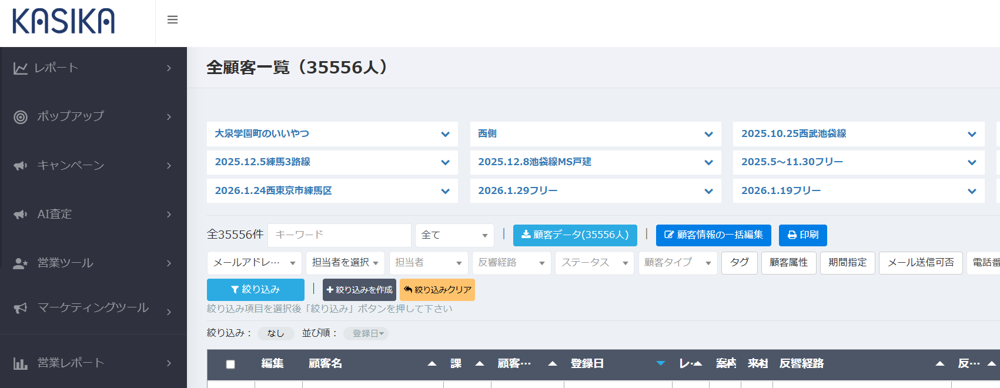 KASIKA
レポート
ポップアップ
キャンペーン
AI査定
営業ツール
マーケティングツール
営業レポート
全顧客一覧（35556人）
大泉学園町のいいやつ 西側 2025.10.25西武池袋線
2025.12.5練馬3路線 2025.12.8池袋線MS戸建 2025.5～11.30フリー
2026.1.24西東京市練馬区 2026.1.29フリー 2026.1.19フリー
全35556件 キーワード 全て | 顧客データ(35556人) | 顧客情報の一括編集 印刷
メールアドレ… 担当者を選択 担当者 反響経路 ステータス 顧客タイプ タグ 顧客属性 期間指定 メール送信可否 電話番
絞り込み | 絞り込みを作成 絞り込みクリア
絞り込み項目を選択後「絞り込み」ボタンを押して下さい
絞り込み： なし 並び順： 登録日
編集 顧客名 課 顧客… 登録日 レ… 案内 来社 反響経路 反…